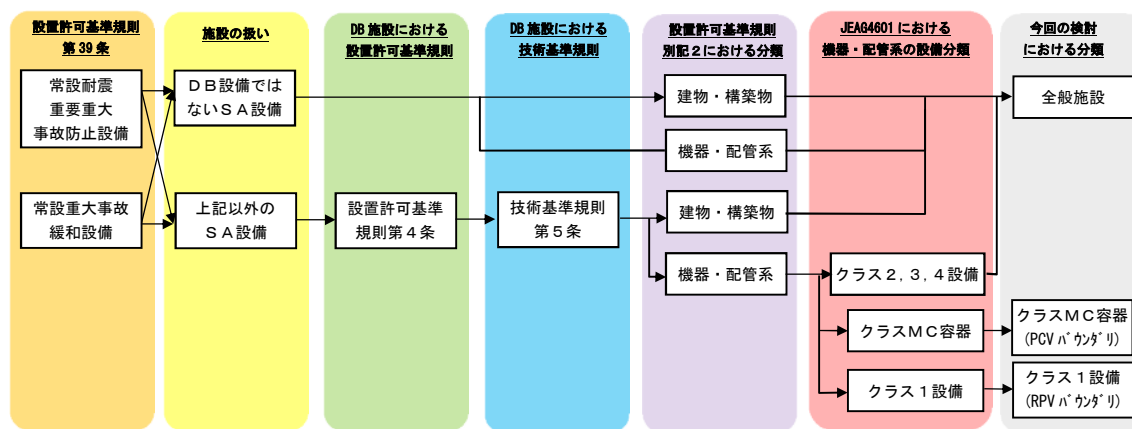 設置許可基準規則
第39条
施設の扱い
DB施設における
設置許可基準規則
DB施設における
技術基準規則
設置許可基準規則
別記2における分類
JEAG4601における
機器・配管系の設備分類
今回の検討
における分類
常設耐震
重要重大
事故防止設備
常設重大事故
緩和設備
DB設備では
ないSA設備
上記以外の
SA設備
設置許可基準
規則第4条
技術基準規則
第5条
建物・構築物
機器・配管系
建物・構築物
機器・配管系
クラス2,3,4設備
クラスMC容器
クラス1設備
全般施設
クラスMC容器
(PCVバウンダリ)
クラス1設備
(RPVバウンダリ)